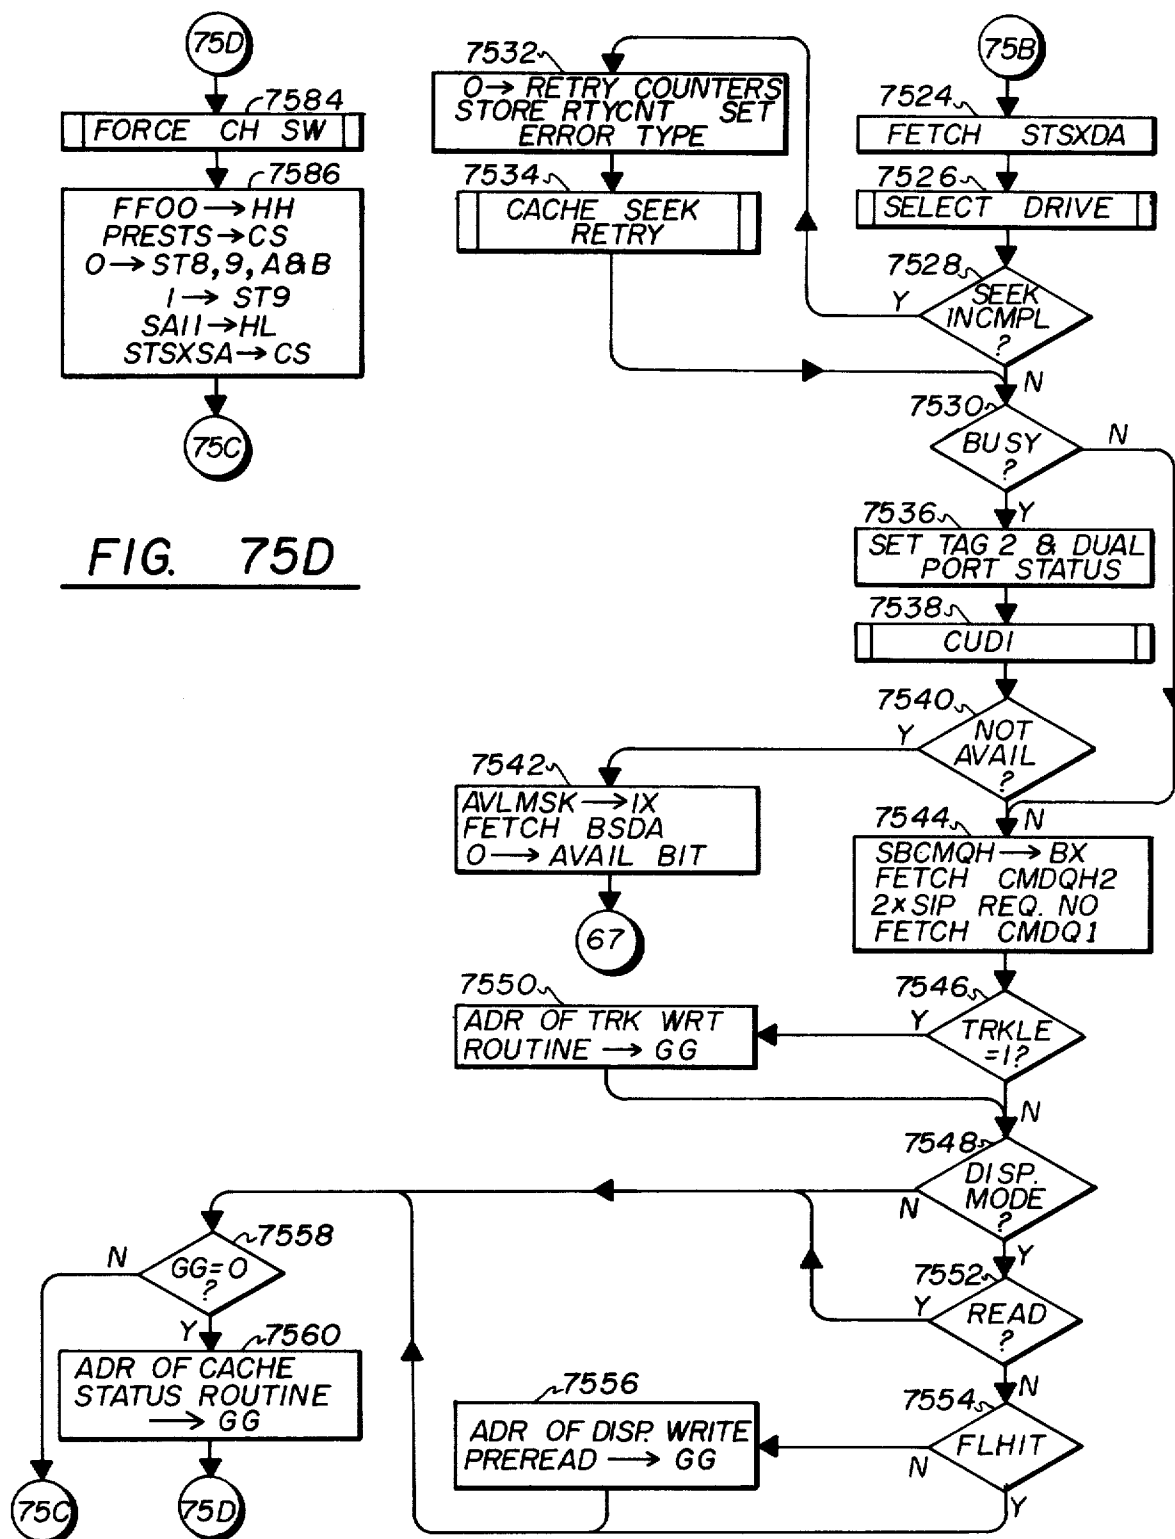 75D
7584
FORCE CH SW
7586
FF00→HH
PRESTS→CS
0→ST8,9,A&B
1→ST9
SA11→HL
STSXSA→CS
75C
FIG. 75D
7532
0→RETRY COUNTERS
STORE RTYCNT SET
ERROR TYPE
7534
CACHE SEEK
RETRY
75B
7524
FETCH STSXDA
7526
SELECT DRIVE
7528
Y
SEEK
INCMPL
?
N
7530
BUSY
?
N
Y
7536
SET TAG 2 & DUAL
PORT STATUS
7538
CUDI
7540
Y
NOT
AVAIL
?
N
7542
AVLMSK→IX
FETCH BSDA
0→AVAIL BIT
67
7544
SBCMQH→BX
FETCH CMDQH2
2×SIP REQ. NO
FETCH CMDQ1
7546
Y
TRKLE
=1?
N
7550
ADR OF TRK WRT
ROUTINE→GG
7548
DISP.
MODE
?
N
Y
7552
Y
READ
?
N
7554
FLHIT
N
Y
7556
ADR OF DISP. WRITE
PREREAD→GG
7558
N
GG=0
?
Y
7560
ADR OF CACHE
STATUS ROUTINE
→GG
75C
75D